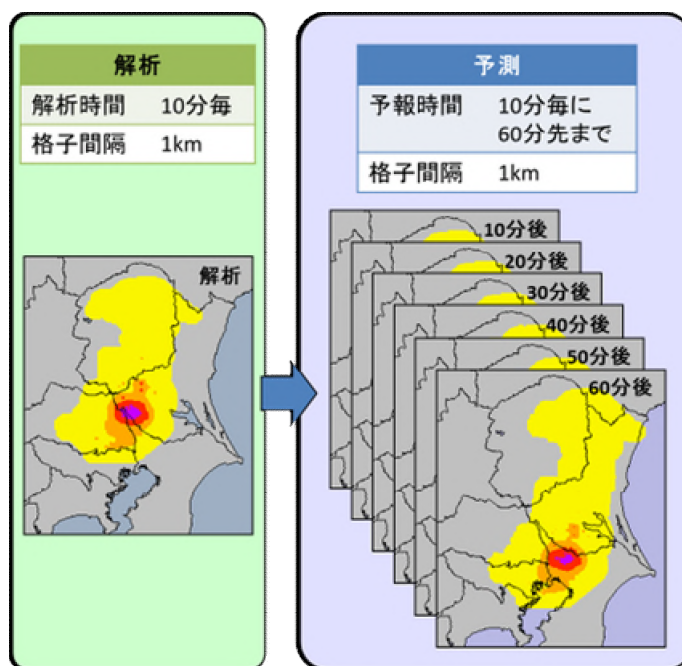 解析
解析時間 10分毎
格子間隔 1km
解析
予測
予報時間 10分毎に
60分先まで
格子間隔 1km
10分後
20分後
30分後
40分後
50分後
60分後